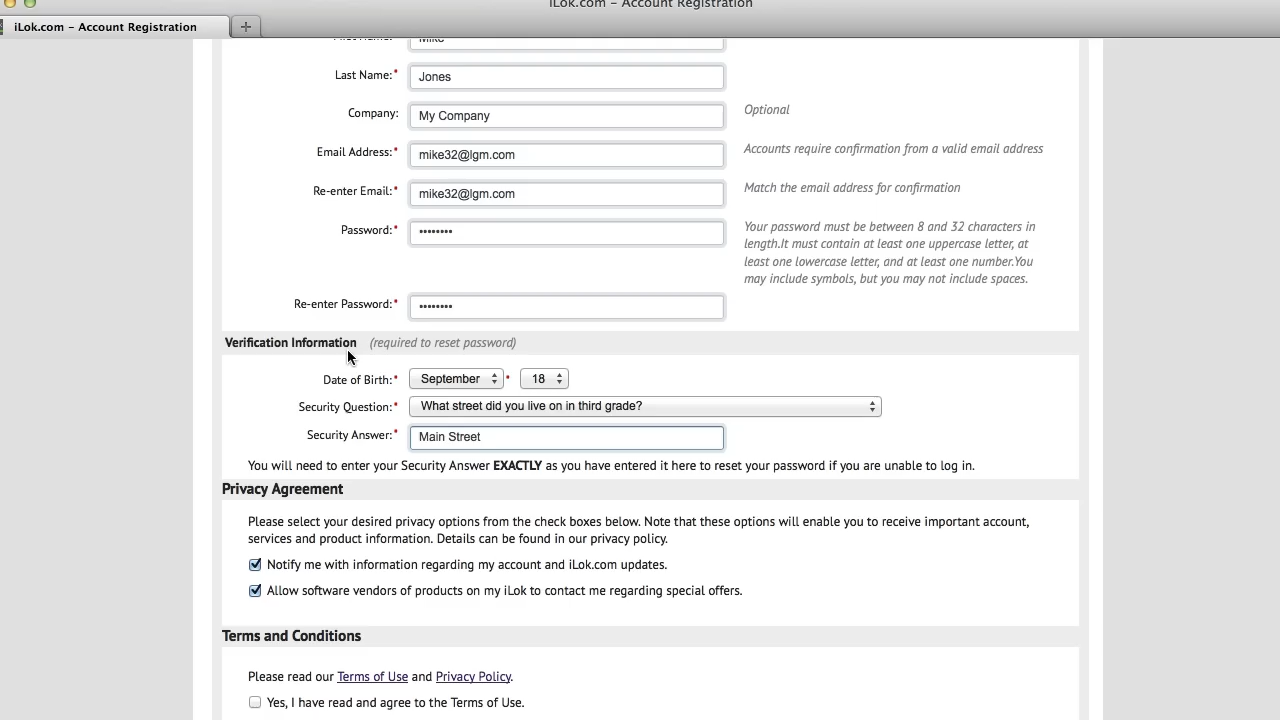 iLok.com – Account Registration
iLok.com – Account Registration
First Name:* Mike
Last Name:* Jones
Company: My Company Optional
Email Address:* mike32@lgm.com Accounts require confirmation from a valid email address
Re-enter Email:* mike32@lgm.com Match the email address for confirmation
Password:* •••••••• Your password must be between 8 and 32 characters in
length.It must contain at least one uppercase letter, at
least one lowercase letter, and at least one number.You
may include symbols, but you may not include spaces.
Re-enter Password:* ••••••••
Verification Information (required to reset password)
Date of Birth:* September * 18
Security Question:* What street did you live on in third grade?
Security Answer:* Main Street
You will need to enter your Security Answer EXACTLY as you have entered it here to reset your password if you are unable to log in.
Privacy Agreement
Please select your desired privacy options from the check boxes below. Note that these options will enable you to receive important account,
services and product information. Details can be found in our privacy policy.
Notify me with information regarding my account and iLok.com updates.
Allow software vendors of products on my iLok to contact me regarding special offers.
Terms and Conditions
Please read our Terms of Use and Privacy Policy.
Yes, I have read and agree to the Terms of Use.